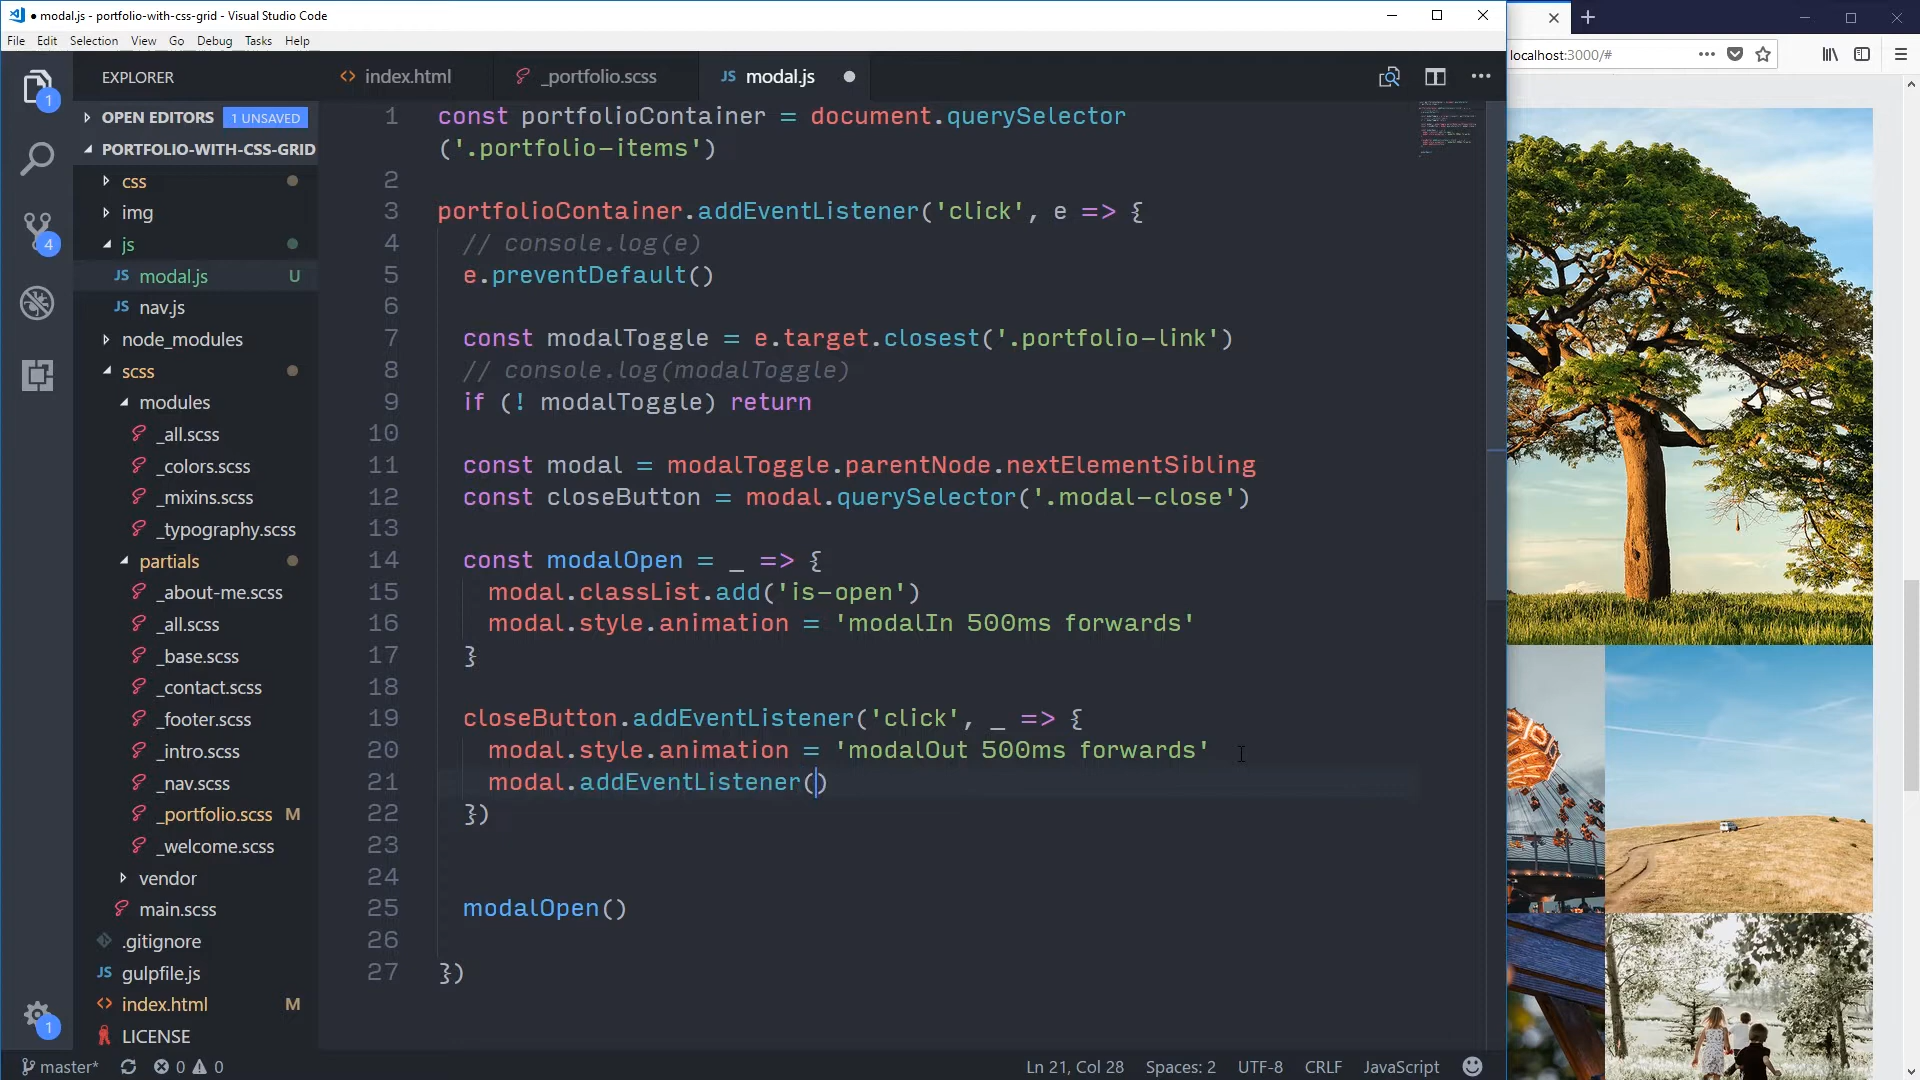 ● modal.js - portfolio-with-css-grid - Visual Studio Code
File Edit Selection View Go Debug Tasks Help
localhost:3000/#
EXPLORER
index.html
_portfolio.scss
JS modal.js
OPEN EDITORS 1 UNSAVED
PORTFOLIO-WITH-CSS-GRID
css
img
js
JS modal.js U
JS nav.js
node_modules
scss
modules
_all.scss
_colors.scss
_mixins.scss
_typography.scss
partials
_about-me.scss
_all.scss
_base.scss
_contact.scss
_footer.scss
_intro.scss
_nav.scss
_portfolio.scss M
_welcome.scss
vendor
main.scss
.gitignore
JS gulpfile.js
index.html M
LICENSE
1
4
1
1 const portfolioContainer = document.querySelector
('.portfolio-items')
2
3 portfolioContainer.addEventListener('click', e => {
4 // console.log(e)
5 e.preventDefault()
6
7 const modalToggle = e.target.closest('.portfolio-link')
8 // console.log(modalToggle)
9 if (! modalToggle) return
10
11 const modal = modalToggle.parentNode.nextElementSibling
12 const closeButton = modal.querySelector('.modal-close')
13
14 const modalOpen = _ => {
15 modal.classList.add('is-open')
16 modal.style.animation = 'modalIn 500ms forwards'
17 }
18
19 closeButton.addEventListener('click', _ => {
20 modal.style.animation = 'modalOut 500ms forwards'
21 modal.addEventListener()
22 })
23
24
25 modalOpen()
26
27 })
master* 0 0 Ln 21, Col 28 Spaces: 2 UTF-8 CRLF JavaScript